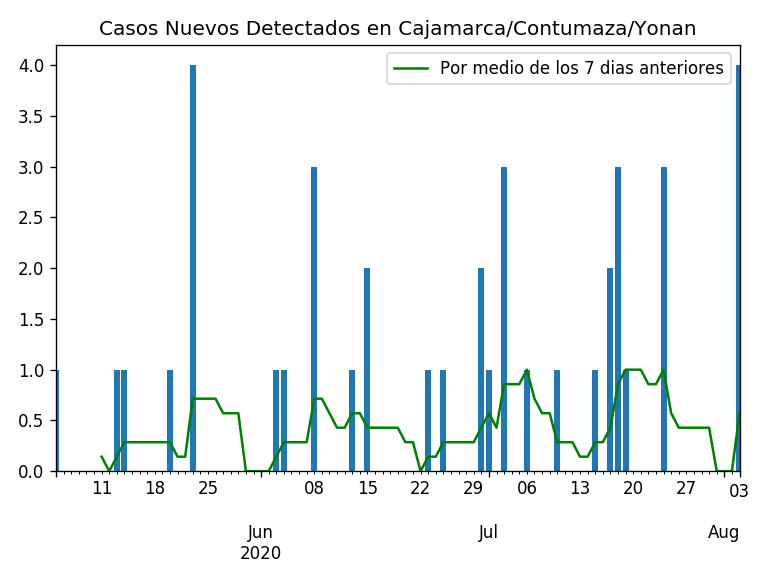 Casos Nuevos Detectados en Cajamarca/Contumaza/Yonan
Por medio de los 7 dias anteriores
4.0
3.5
3.0
2.5
2.0
1.5
1.0
0.5
0.0
11 18 25 08 15 22 29 06 13 20 27 03
Jun Jul Aug
2020